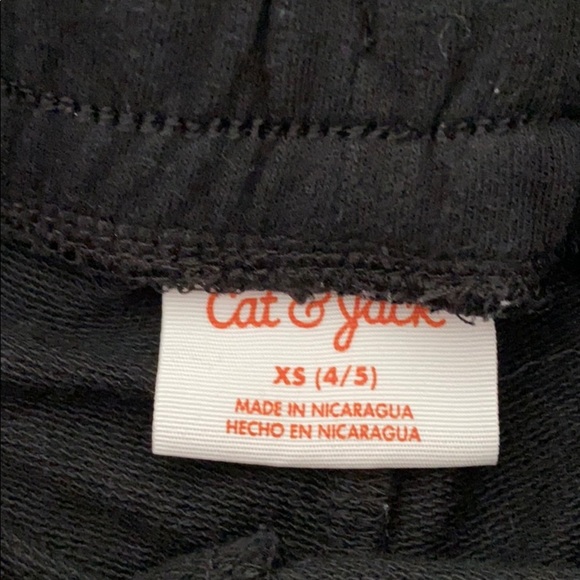 Cat & Jack
XS (4/5)
MADE IN NICARAGUA
HECHO EN NICARAGUA